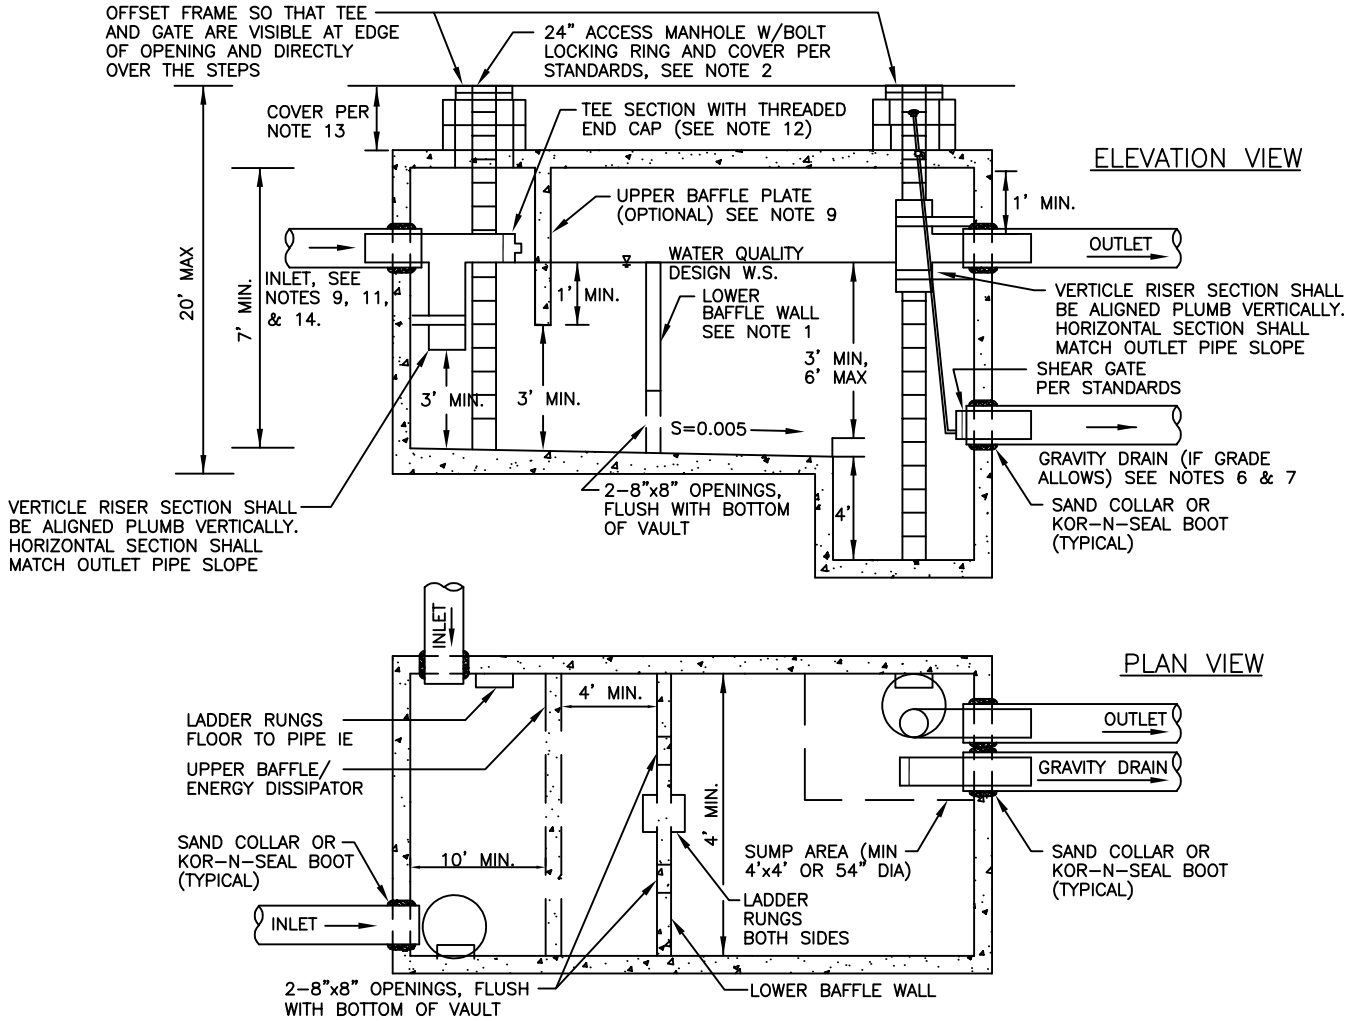 OFFSET FRAME SO THAT TEE
AND GATE ARE VISIBLE AT EDGE
OF OPENING AND DIRECTLY
OVER THE STEPS
24" ACCESS MANHOLE W/BOLT
LOCKING RING AND COVER PER
STANDARDS, SEE NOTE 2
COVER PER
NOTE 13
TEE SECTION WITH THREADED
END CAP (SEE NOTE 12)
ELEVATION VIEW
UPPER BAFFLE PLATE
(OPTIONAL) SEE NOTE 9
1' MIN.
OUTLET
20' MAX
7' MIN.
INLET, SEE
NOTES 9, 11,
& 14.
WATER QUALITY
DESIGN W.S.
1' MIN.
LOWER
BAFFLE WALL
SEE NOTE 1
VERTICLE RISER SECTION SHALL
BE ALIGNED PLUMB VERTICALLY.
HORIZONTAL SECTION SHALL
MATCH OUTLET PIPE SLOPE
3' MIN,
6' MAX
SHEAR GATE
PER STANDARDS
3' MIN.
3' MIN.
S=0.005
GRAVITY DRAIN (IF GRADE
ALLOWS) SEE NOTES 6 & 7
2-8"x8" OPENINGS,
FLUSH WITH BOTTOM
OF VAULT
4'
SAND COLLAR OR
KOR-N-SEAL BOOT
(TYPICAL)
VERTICLE RISER SECTION SHALL
BE ALIGNED PLUMB VERTICALLY.
HORIZONTAL SECTION SHALL
MATCH OUTLET PIPE SLOPE
INLET
PLAN VIEW
4' MIN.
LADDER RUNGS
FLOOR TO PIPE IE
OUTLET
UPPER BAFFLE/
ENERGY DISSIPATOR
GRAVITY DRAIN
4' MIN.
SAND COLLAR OR
KOR-N-SEAL BOOT
(TYPICAL)
10' MIN.
SUMP AREA (MIN
4'x4' OR 54" DIA)
SAND COLLAR OR
KOR-N-SEAL BOOT
(TYPICAL)
LADDER
RUNGS
BOTH SIDES
INLET
2-8"x8" OPENINGS, FLUSH
WITH BOTTOM OF VAULT
LOWER BAFFLE WALL